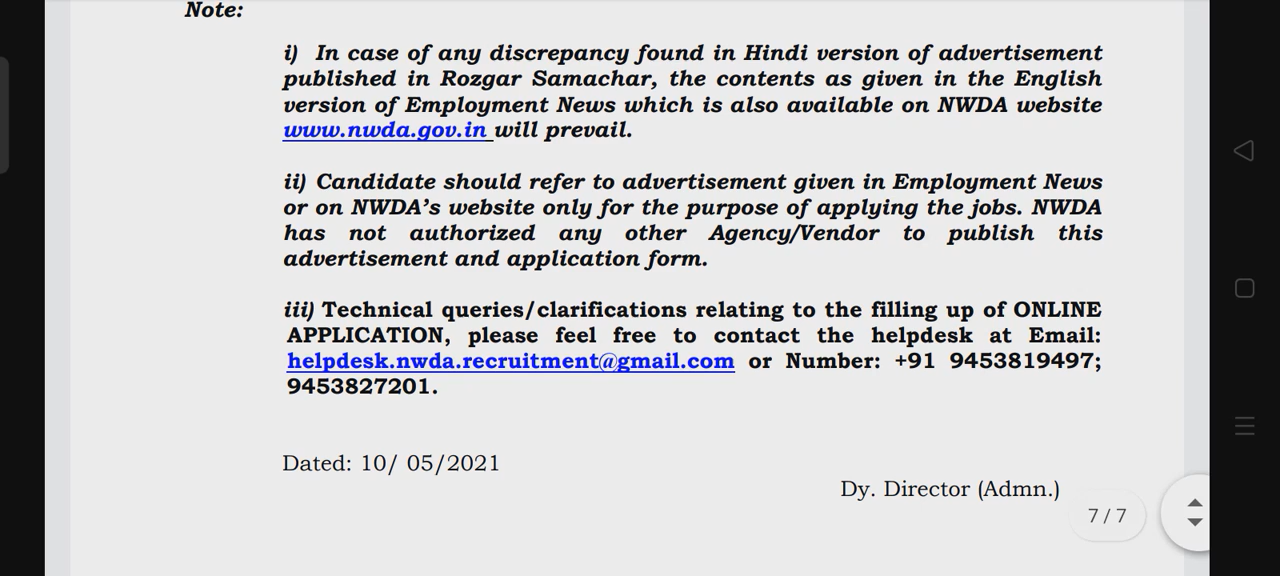 Note:
i) In case of any discrepancy found in Hindi version of advertisement
published in Rozgar Samachar, the contents as given in the English
version of Employment News which is also available on NWDA website
www.nwda.gov.in will prevail.
ii) Candidate should refer to advertisement given in Employment News
or on NWDA’s website only for the purpose of applying the jobs. NWDA
has not authorized any other Agency/Vendor to publish this
advertisement and application form.
iii) Technical queries/clarifications relating to the filling up of ONLINE
APPLICATION, please feel free to contact the helpdesk at Email:
helpdesk.nwda.recruitment@gmail.com or Number: +91 9453819497;
9453827201.
Dated: 10/ 05/2021
Dy. Director (Admn.)
7 / 7